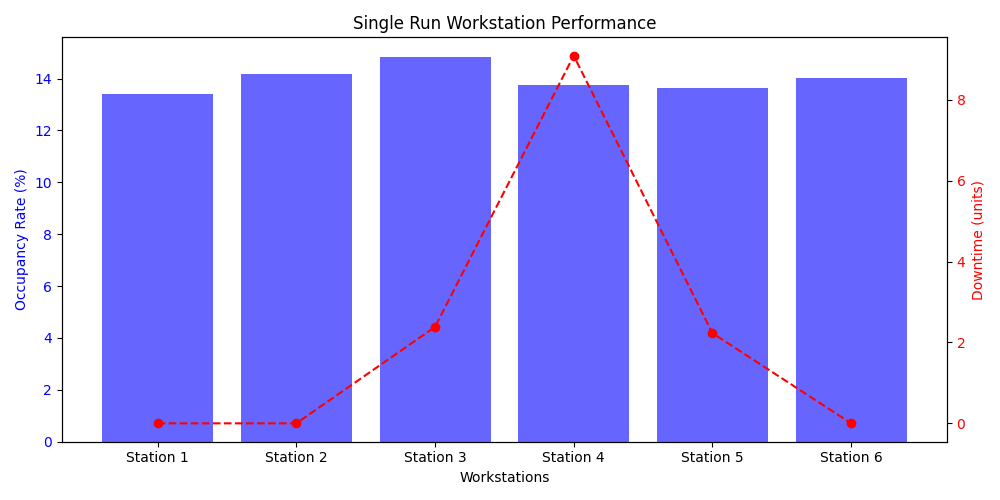 Single Run Workstation Performance
Occupancy Rate (%)
14
12
10
8
6
4
2
0
8
6
4
2
0
Downtime (units)
Station 1 Station 2 Station 3 Station 4 Station 5 Station 6
Workstations